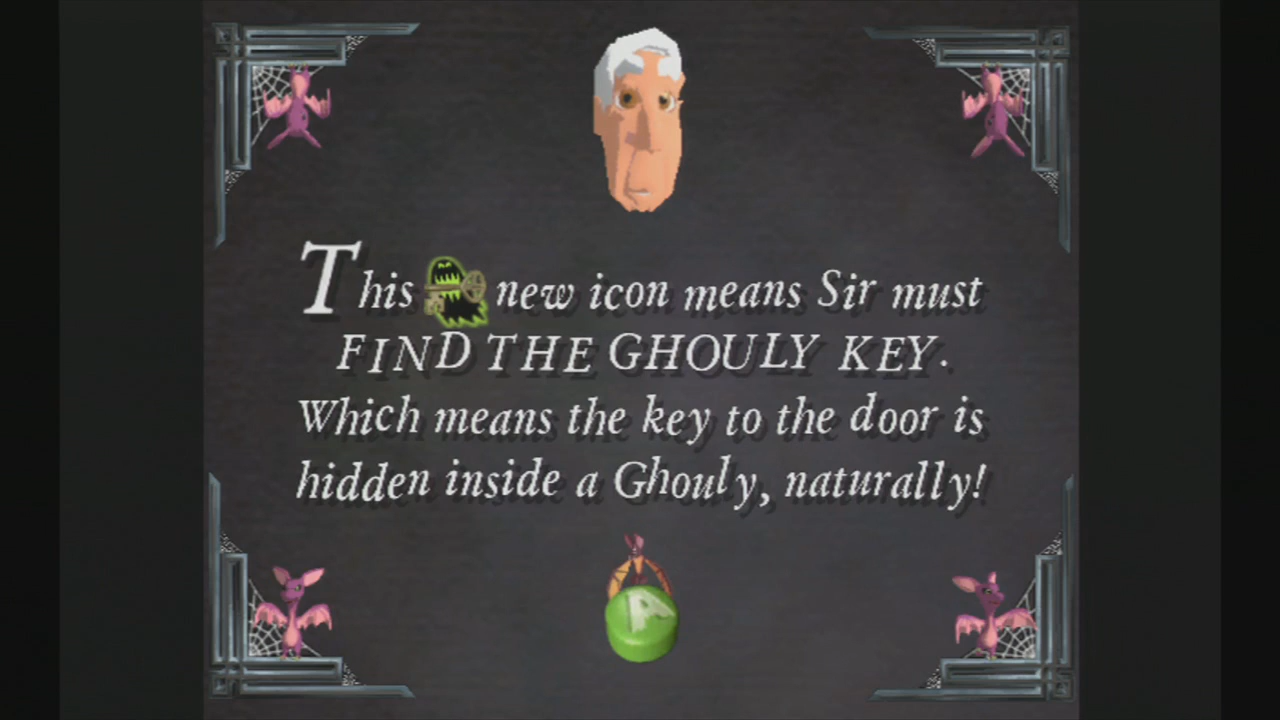 This new icon means Sir must
FIND THE GHOULY KEY.
Which means the key to the door is
hidden inside a Ghouly, naturally!
A